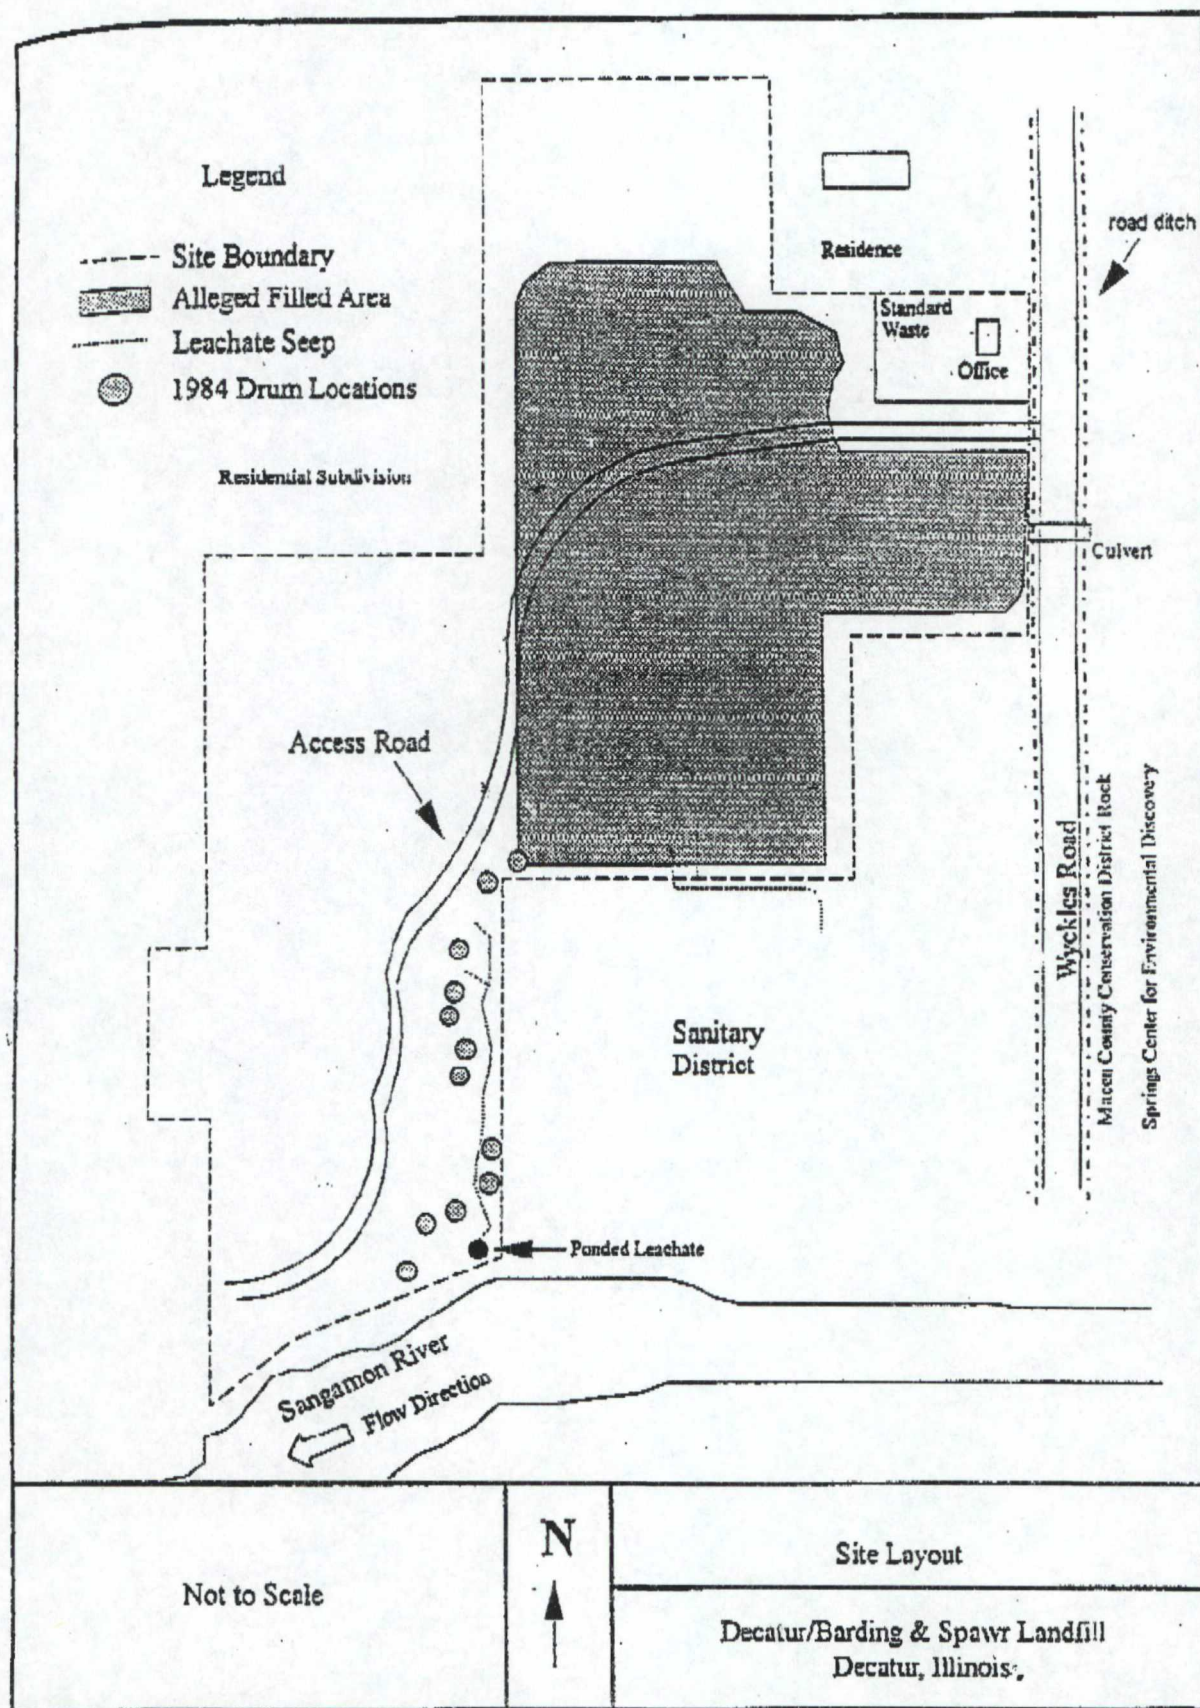 Legend
Site Boundary
Alleged Filled Area
Leachate Seep
1984 Drum Locations
Residential Subdivision
Residence
Standard
Waste
Office
road ditch
Culvert
Access Road
Sanitary
District
Wyckles Road
Macon County Conservation District Rock
Springs Center for Environmental Discovery
Ponded Leachate
Sangamon River
Flow Direction
Not to Scale
N
Site Layout
Decatur/Barding & Spawr Landfill
Decatur, Illinois